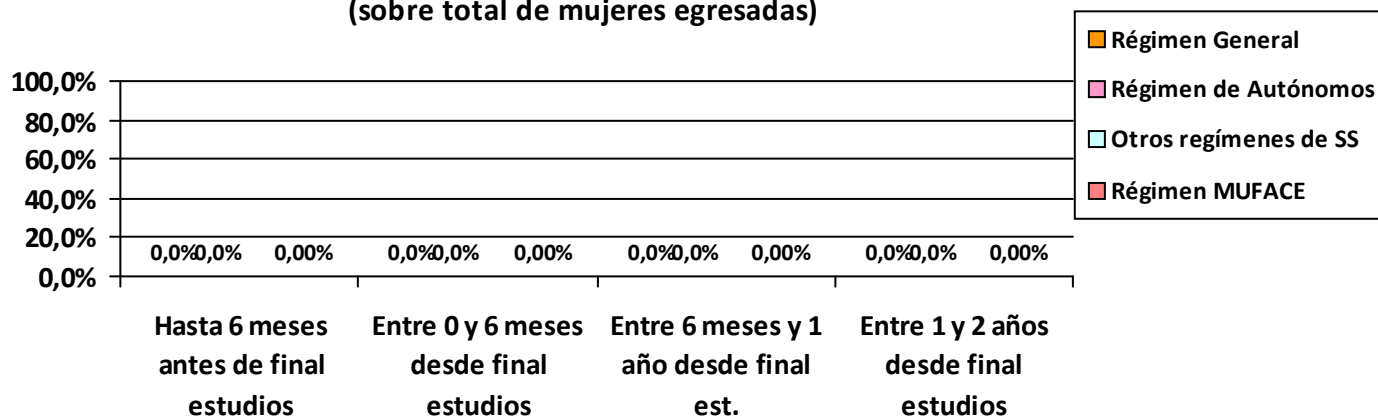 (sobre total de mujeres egresadas)
Régimen General
Régimen de Autónomos
Otros regímenes de SS
Régimen MUFACE
100,0%
80,0%
60,0%
40,0%
20,0%
0,0%
0,0% 0,0% 0,00% 0,0% 0,0% 0,00% 0,0% 0,0% 0,00% 0,0% 0,0% 0,00%
Hasta 6 meses
antes de final
estudios
Entre 0 y 6 meses
desde final
estudios
Entre 6 meses y 1
año desde final
est.
Entre 1 y 2 años
desde final
estudios